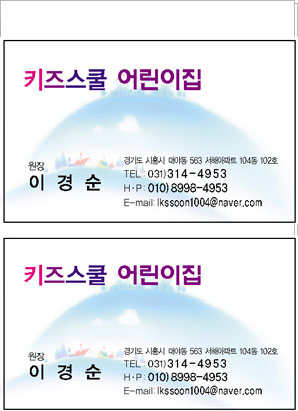 키즈스쿨 어린이집
경기도 시흥시 대야동 563 서해아파트 104동 102호
원장
TEL : 031)314-4953
이 경 순
H·P : 010)8998-4953
E-mail:lkssoon1004@naver.com
키즈스쿨 어린이집
경기도 시흥시 대야동 563 서해아파트 104동 102호
원장
TEL : 031)314-4953
이 경 순
H·P : 010)8998-4953
E-mail:lkssoon1004@naver.com